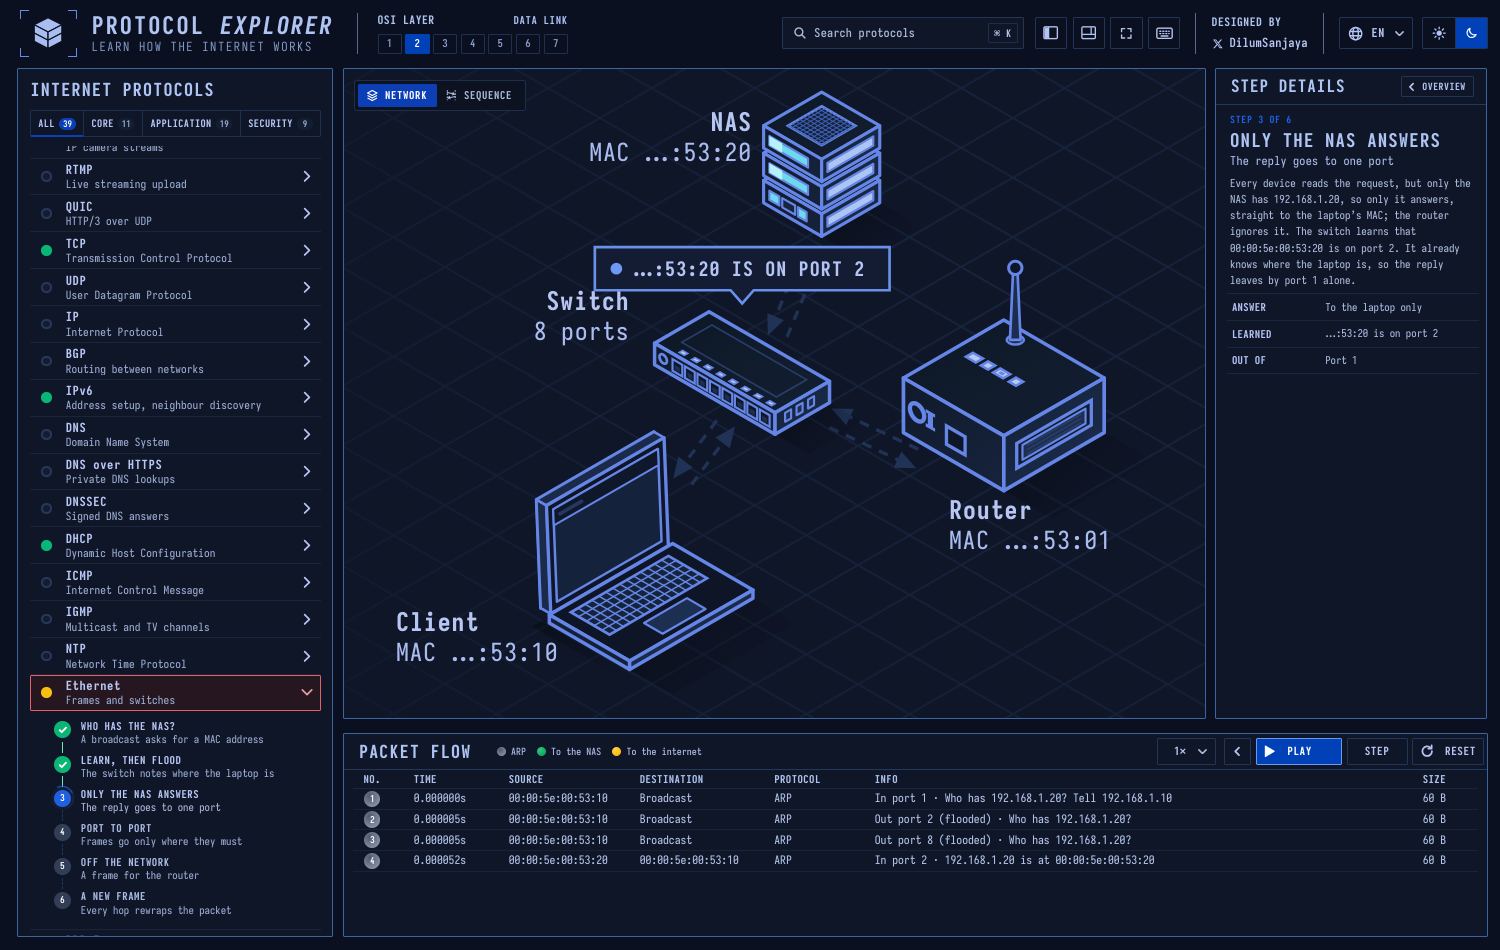 PROTOCOL EXPLORER
LEARN HOW THE INTERNET WORKS
OSI LAYER DATA LINK
1 2 3 4 5 6 7
Search protocols ⌘ K
DESIGNED BY
DilumSanjaya
EN
INTERNET PROTOCOLS
ALL 39 CORE 11 APPLICATION 19 SECURITY 9
IP camera streams
RTMP
Live streaming upload
QUIC
HTTP/3 over UDP
TCP
Transmission Control Protocol
UDP
User Datagram Protocol
IP
Internet Protocol
BGP
Routing between networks
IPv6
Address setup, neighbour discovery
DNS
Domain Name System
DNS over HTTPS
Private DNS lookups
DNSSEC
Signed DNS answers
DHCP
Dynamic Host Configuration
ICMP
Internet Control Message
IGMP
Multicast and TV channels
NTP
Network Time Protocol
Ethernet
Frames and switches
WHO HAS THE NAS?
A broadcast asks for a MAC address
LEARN, THEN FLOOD
The switch notes where the laptop is
3 ONLY THE NAS ANSWERS
The reply goes to one port
4 PORT TO PORT
Frames go only where they must
5 OFF THE NETWORK
A frame for the router
6 A NEW FRAME
Every hop rewraps the packet
NETWORK SEQUENCE
NAS
MAC ...:53:20
...:53:20 IS ON PORT 2
Switch
8 ports
Router
MAC ...:53:01
Client
MAC ...:53:10
STEP DETAILS OVERVIEW
STEP 3 OF 6
ONLY THE NAS ANSWERS
The reply goes to one port
Every device reads the request, but only the
NAS has 192.168.1.20, so only it answers,
straight to the laptop's MAC; the router
ignores it. The switch learns that
00:00:5e:00:53:20 is on port 2. It already
knows where the laptop is, so the reply
leaves by port 1 alone.
ANSWER To the laptop only
LEARNED ...:53:20 is on port 2
OUT OF Port 1
PACKET FLOW ARP To the NAS To the internet
1× PLAY STEP RESET
NO. TIME SOURCE DESTINATION PROTOCOL INFO SIZE
1 0.000000s 00:00:5e:00:53:10 Broadcast ARP In port 1 · Who has 192.168.1.20? Tell 192.168.1.10 60 B
2 0.000005s 00:00:5e:00:53:10 Broadcast ARP Out port 2 (flooded) · Who has 192.168.1.20? 60 B
3 0.000005s 00:00:5e:00:53:10 Broadcast ARP Out port 8 (flooded) · Who has 192.168.1.20? 60 B
4 0.000052s 00:00:5e:00:53:20 00:00:5e:00:53:10 ARP In port 2 · 192.168.1.20 is at 00:00:5e:00:53:20 60 B